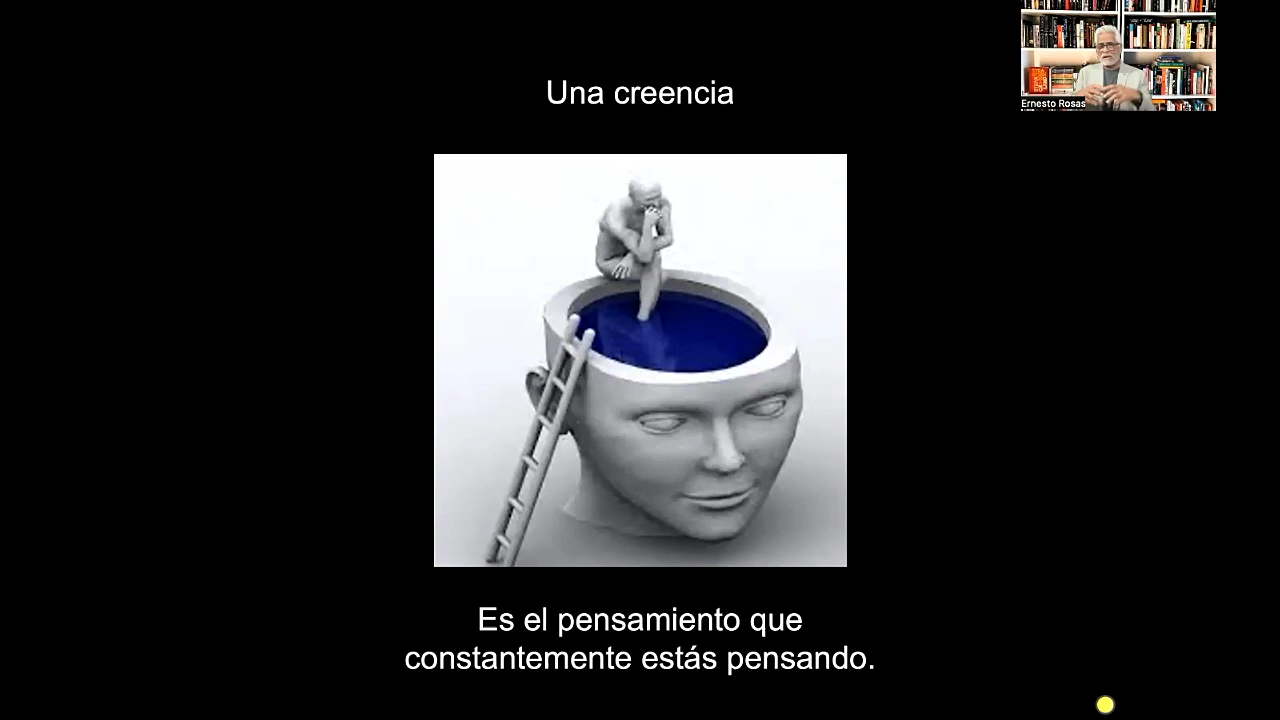 Una creencia
Ernesto Rosas
Es el pensamiento que
constantemente estás pensando.